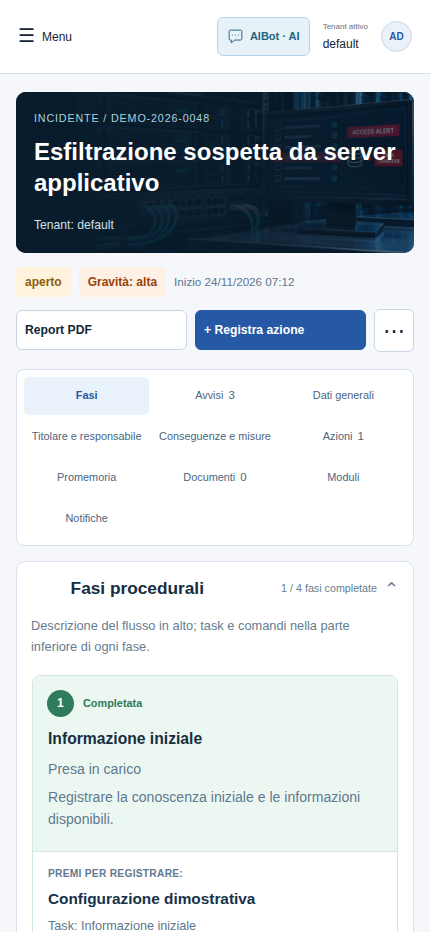 ☰ Menu
AIBot · AI
Tenant attivo
default
AD
INCIDENTE / DEMO-2026-0048
ACCESS ALERT
Esfiltrazione sospetta da server
applicativo
Tenant: default
aperto
Gravità: alta
Inizio 24/11/2026 07:12
Report PDF
+ Registra azione
⋯
Fasi
Avvisi 3
Dati generali
Titolare e responsabile
Conseguenze e misure
Azioni 1
Promemoria
Documenti 0
Moduli
Notifiche
Fasi procedurali
1 / 4 fasi completate
Descrizione del flusso in alto; task e comandi nella parte
inferiore di ogni fase.
1
Completata
Informazione iniziale
Presa in carico
Registrare la conoscenza iniziale e le informazioni
disponibili.
PREMI PER REGISTRARE:
Configurazione dimostrativa
Task: Informazione iniziale